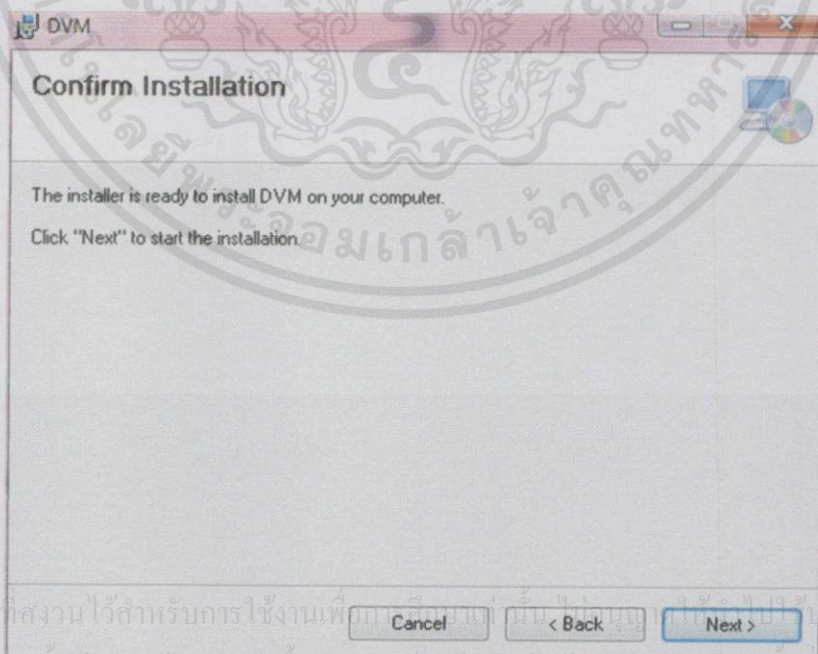 DVM
Confirm Installation
The installer is ready to install DVM on your computer.
Click "Next" to start the installation.
Cancel
< Back
Next >